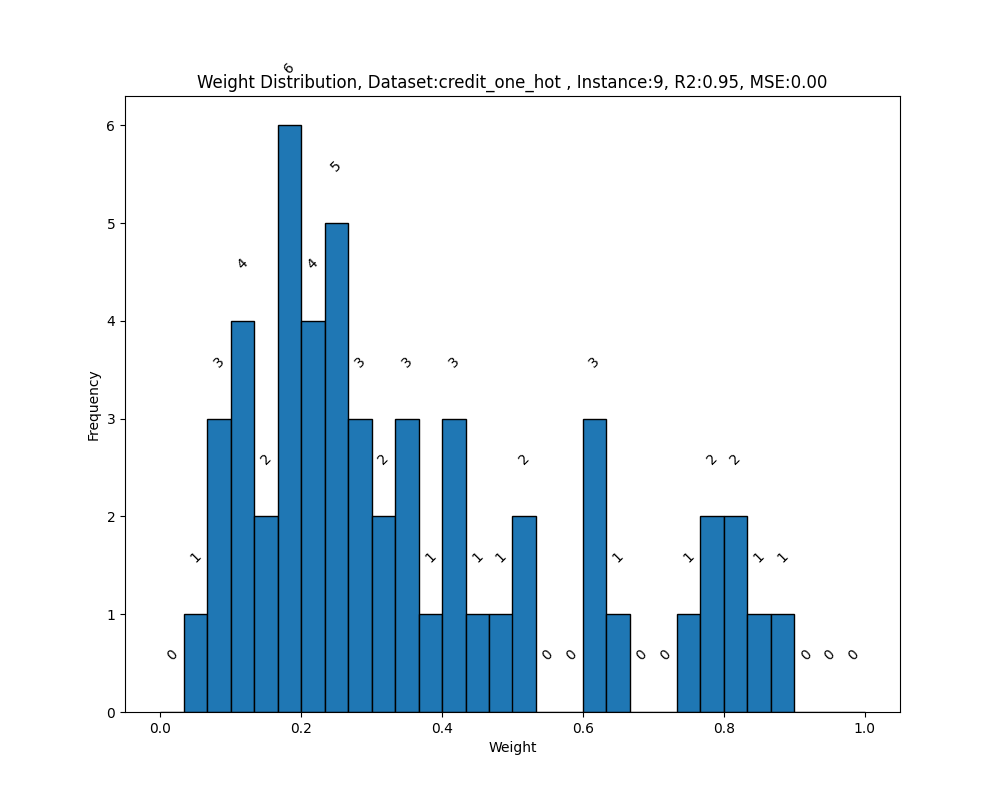 6
Weight Distribution, Dataset:credit_one_hot , Instance:9, R2:0.95, MSE:0.00
6
5
5
4 4
4
3 3 3 3 3
3
2 2 2 2 2
2
1 1 1 1 1 1 1 1
1
0 0 0 0 0 0 0 0
0
0.0 0.2 0.4 0.6 0.8 1.0
Frequency
Weight